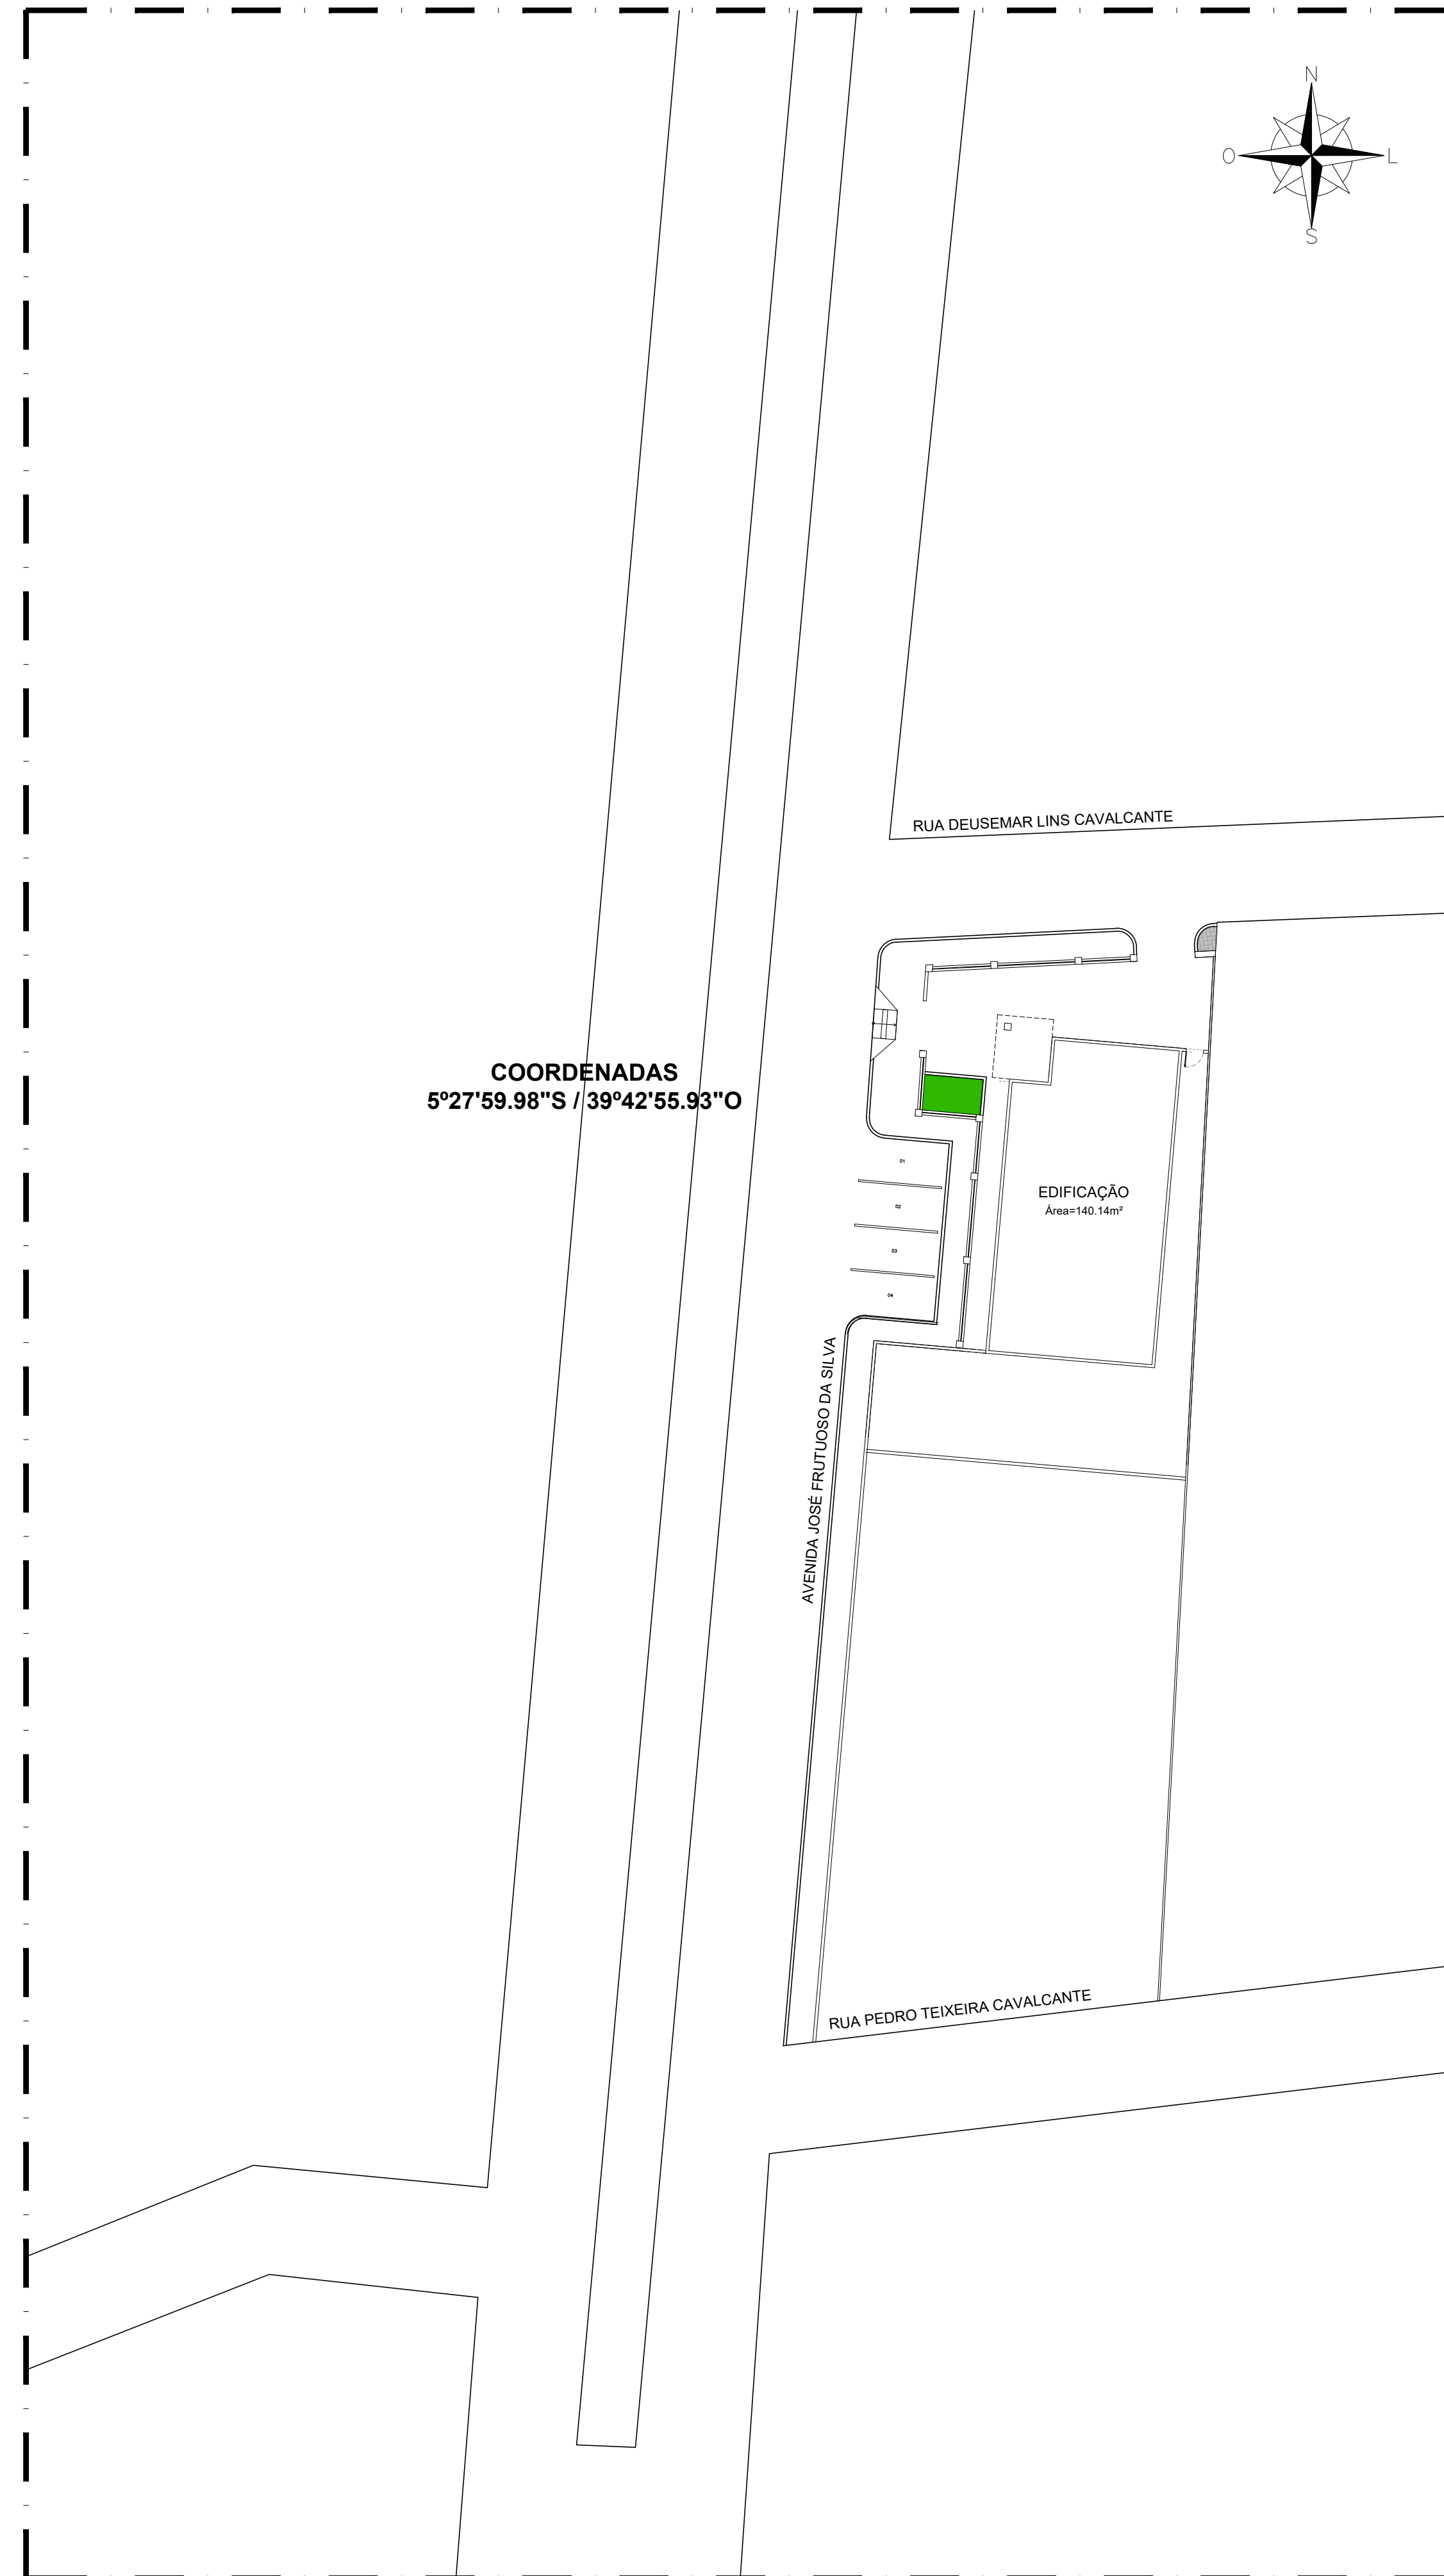 N
O
L
S
RUA DEUSEMAR LINS CAVALCANTE
COORDENADAS
5º27'59.98"S / 39º42'55.93"O
01
02
03
04
EDIFICAÇÃO
Área=140.14m²
AVENIDA JOSÉ FRUTUOSO DA SILVA
RUA PEDRO TEIXEIRA CAVALCANTE